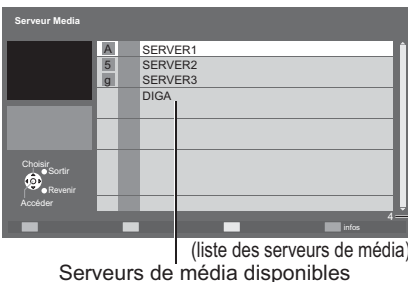 Serveur Media
A SERVER1
5 SERVER2
g SERVER3
DIGA
Choisir
Sortir
Revenir
Accéder
4
infos
(liste des serveurs de média)
Serveurs de média disponibles